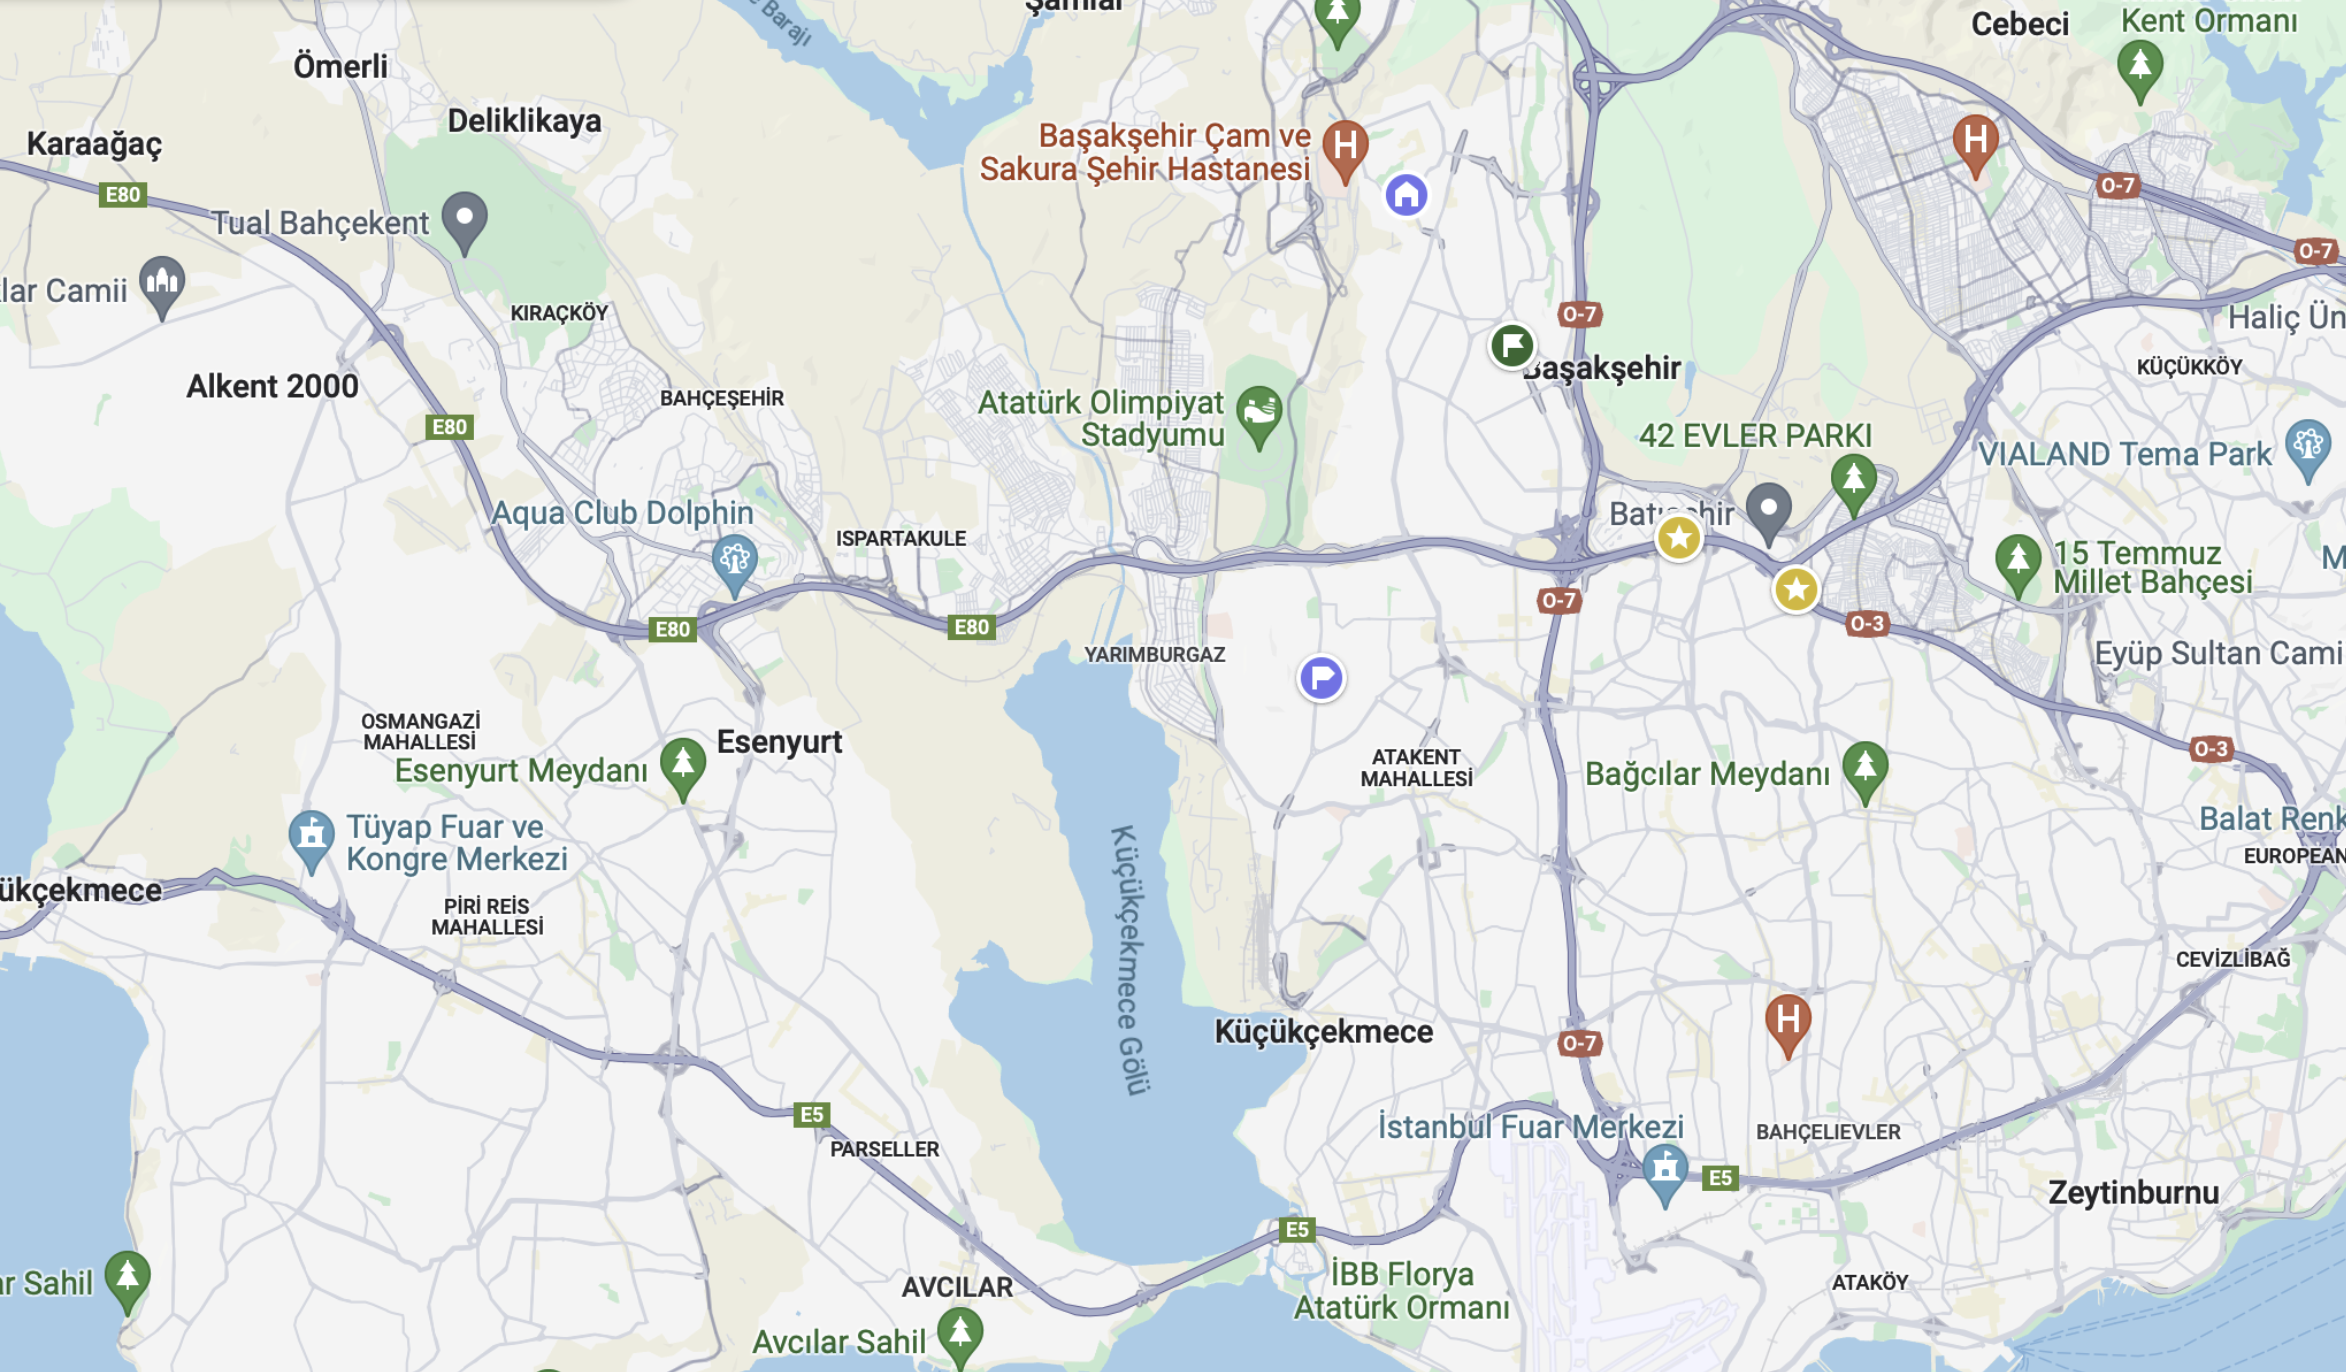 Şamlar
Barajı
Cebeci
Kent Ormanı
Ömerli
Deliklikaya
Karaağaç
Başakşehir Çam ve
Sakura Şehir Hastanesi
H
H
E80
O-7
Tual Bahçekent
O-7
lar Camii
KIRAÇKÖY
O-7
Haliç Ün
Başakşehir
KÜÇÜKKÖY
Alkent 2000
BAHÇEŞEHİR
Atatürk Olimpiyat
Stadyumu
E80
42 EVLER PARKI
VIALAND Tema Park
Aqua Club Dolphin
Batışehir
ISPARTAKULE
15 Temmuz
Millet Bahçesi
M
O-7
E80
E80
O-3
YARIMBURGAZ
Eyüp Sultan Cami
OSMANGAZİ
MAHALLESİ
Esenyurt
Esenyurt Meydanı
ATAKENT
MAHALLESİ
Bağcılar Meydanı
O-3
Tüyap Fuar ve
Kongre Merkezi
Balat Renk
EUROPEAN
ükçekmece
PİRİ REİS
MAHALLESİ
Küçükçekmece Gölü
CEVİZLİBAĞ
Küçükçekmece
H
O-7
E5
PARSELLER
İstanbul Fuar Merkezi
BAHÇELIEVLER
E5
Zeytinburnu
E5
r Sahil
AVCILAR
İBB Florya
Atatürk Ormanı
ATAKÖY
Avcılar Sahil